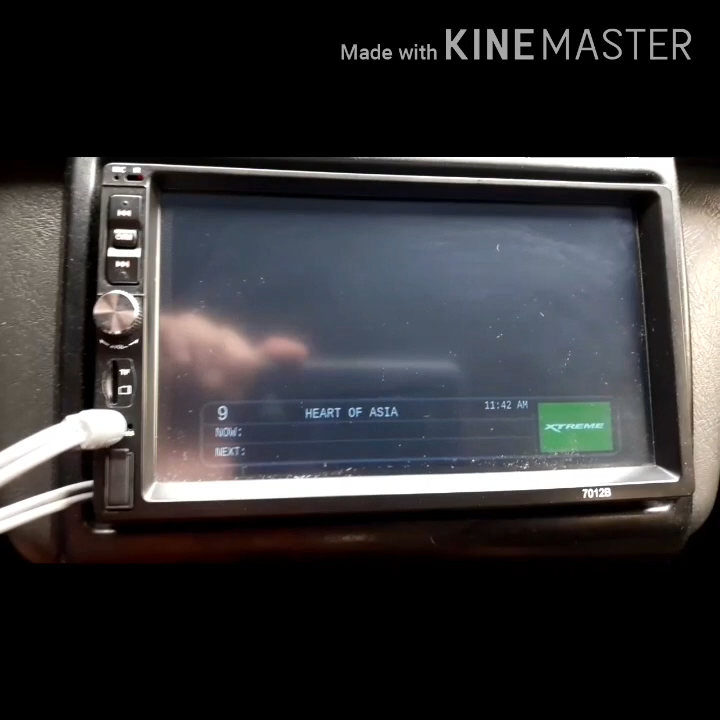 Made with KINEMASTER
9 HEART OF ASIA 11:42 AM
NOW:
NEXT:
XTREME
7012B